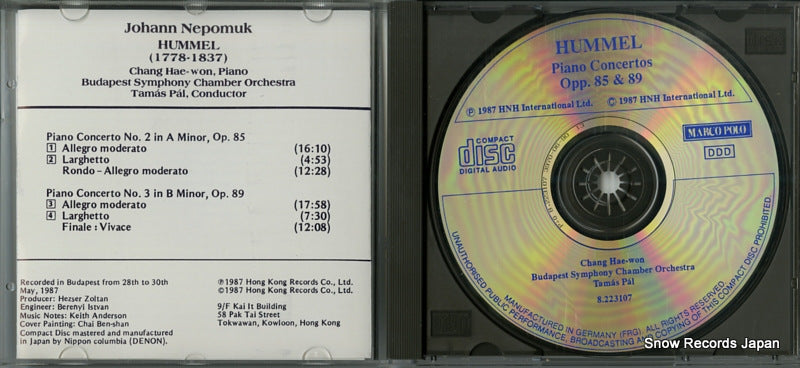 Johann Nepomuk
HUMMEL
(1778-1837)
Chang Hae-won, Piano
Budapest Symphony Chamber Orchestra
Tamás Pál, Conductor
Piano Concerto No. 2 in A Minor, Op. 85
1 Allegro moderato (16:10)
2 Larghetto (4:53)
Rondo – Allegro moderato (12:28)
Piano Concerto No. 3 in B Minor, Op. 89
3 Allegro moderato (17:58)
4 Larghetto (7:30)
Finale : Vivace (12:08)
Recorded in Budapest from 28th to 30th
May, 1987
Producer: Hezser Zoltan
Engineer: Berenyi Istvan
Music Notes: Keith Anderson
Cover Painting: Chai Ben-shan
Compact Disc mastered and manufactured
in Japan by Nippon columbia (DENON).
℗1987 Hong Kong Records Co., Ltd.
©1987 Hong Kong Records Co., Ltd.
9/F Kai It Building
58 Pak Tai Street
Tokwawan, Kowloon, Hong Kong
HUMMEL
Piano Concertos
Opp. 85 & 89
℗ 1987 HNH International Ltd. © 1987 HNH International Ltd.
COMPACT
disc
DIGITAL AUDIO
MARCO POLO
DDD
Chang Hae-won
Budapest Symphony Chamber Orchestra
Tamás Pál
8.223107
MANUFACTURED IN GERMANY (FRG). ALL RIGHTS RESERVED
UNAUTHORISED PUBLIC PERFORMANCE, BROADCASTING AND COPYING OF THIS COMPACT DISC PROHIBITED
Snow Records Japan